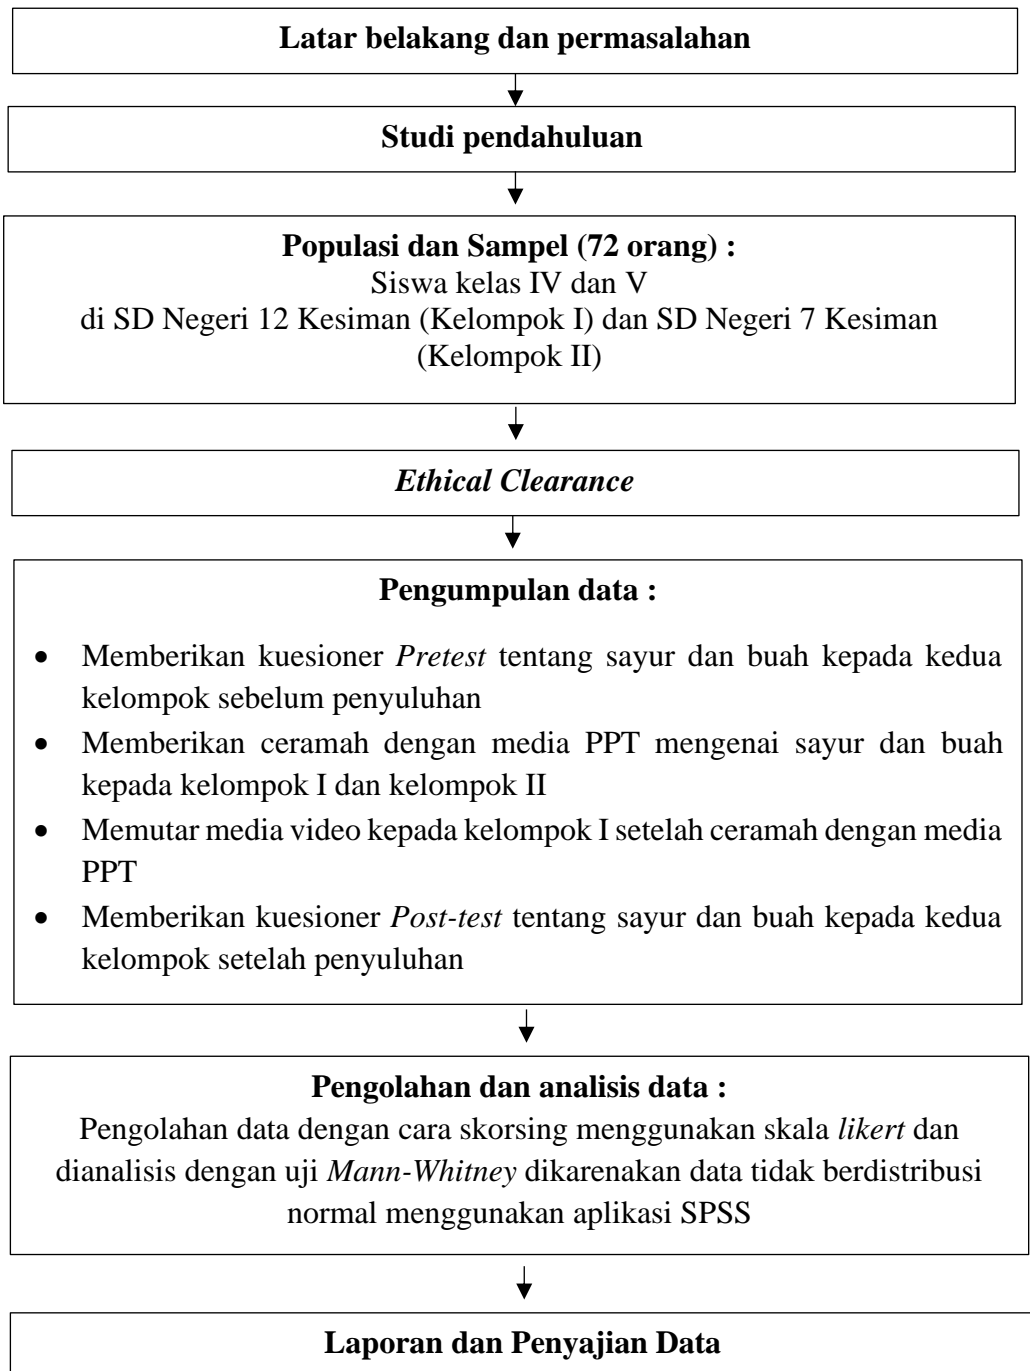 Latar belakang dan permasalahan
Studi pendahuluan
Populasi dan Sampel (72 orang) :
Siswa kelas IV dan V
di SD Negeri 12 Kesiman (Kelompok I) dan SD Negeri 7 Kesiman
(Kelompok II)
Ethical Clearance
Pengumpulan data :
• Memberikan kuesioner Pretest tentang sayur dan buah kepada kedua
kelompok sebelum penyuluhan
• Memberikan ceramah dengan media PPT mengenai sayur dan buah
kepada kelompok I dan kelompok II
• Memutar media video kepada kelompok I setelah ceramah dengan media
PPT
• Memberikan kuesioner Post-test tentang sayur dan buah kepada kedua
kelompok setelah penyuluhan
Pengolahan dan analisis data :
Pengolahan data dengan cara skorsing menggunakan skala likert dan
dianalisis dengan uji Mann-Whitney dikarenakan data tidak berdistribusi
normal menggunakan aplikasi SPSS
Laporan dan Penyajian Data